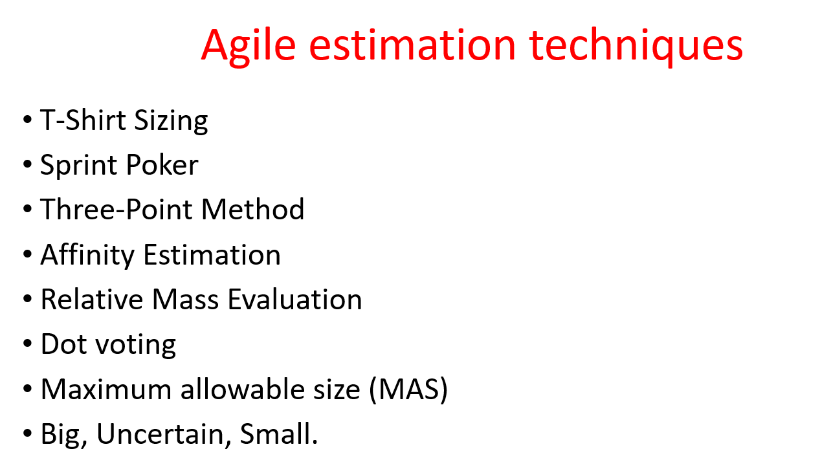 Agile estimation techniques
• T-Shirt Sizing
• Sprint Poker
• Three-Point Method
• Affinity Estimation
• Relative Mass Evaluation
• Dot voting
• Maximum allowable size (MAS)
• Big, Uncertain, Small.